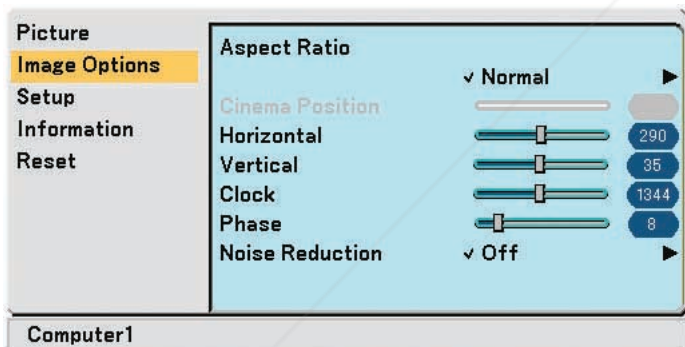 Picture
Image Options
Setup
Information
Reset
Aspect Ratio
✓ Normal ▶
Cinema Position
Horizontal 290
Vertical 35
Clock 1344
Phase 8
Noise Reduction ✓ Off ▶
Computer1